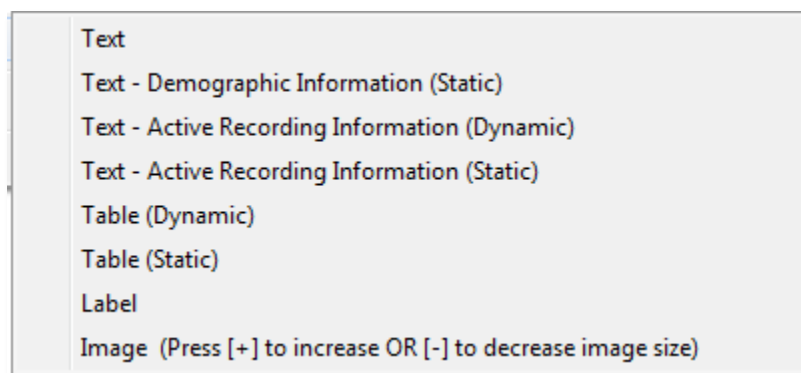 Text
Text - Demographic Information (Static)
Text - Active Recording Information (Dynamic)
Text - Active Recording Information (Static)
Table (Dynamic)
Table (Static)
Label
Image  (Press [+] to increase OR [-] to decrease image size)